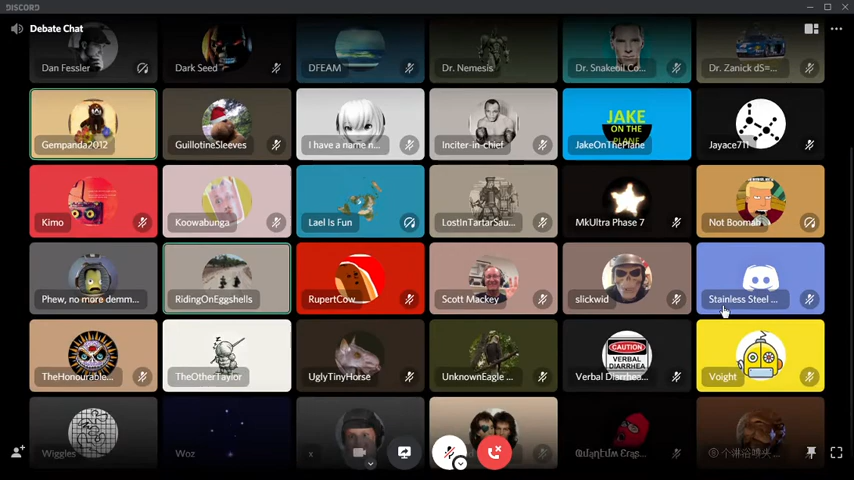 DISCORD
Debate Chat
Dan Fessler
Dark Seed
DFEAM
Dr. Nemesis
Dr. Snakeoil Co...
Dr. Zanick dS=...
Gempanda2012
GuillotineSleeves
I have a name n...
Inciter-in-chief
JAKE
ON THE
PLANE
JakeOnThePlane
Jayace711
Kimo
Koowabunga
Lael Is Fun
LostInTartarSau...
MkUltra Phase 7
Not Booman
Phew, no more demm...
RidingOnEggshells
RupertCow
Scott Mackey
slickwid
Stainless Steel ...
TheHonourable...
TheOtherTaylor
UglyTinyHorse
UnknownEagle ...
CAUTION
VERBAL
DIARRHEA
Verbal Diarrhea...
Voight
Wiggles
Woz
x